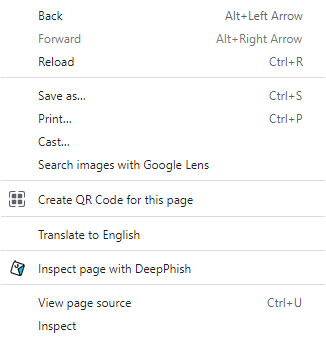 Back Alt+Left Arrow
Forward Alt+Right Arrow
Reload Ctrl+R
Save as... Ctrl+S
Print... Ctrl+P
Cast...
Search images with Google Lens
Create QR Code for this page
Translate to English
Inspect page with DeepPhish
View page source Ctrl+U
Inspect